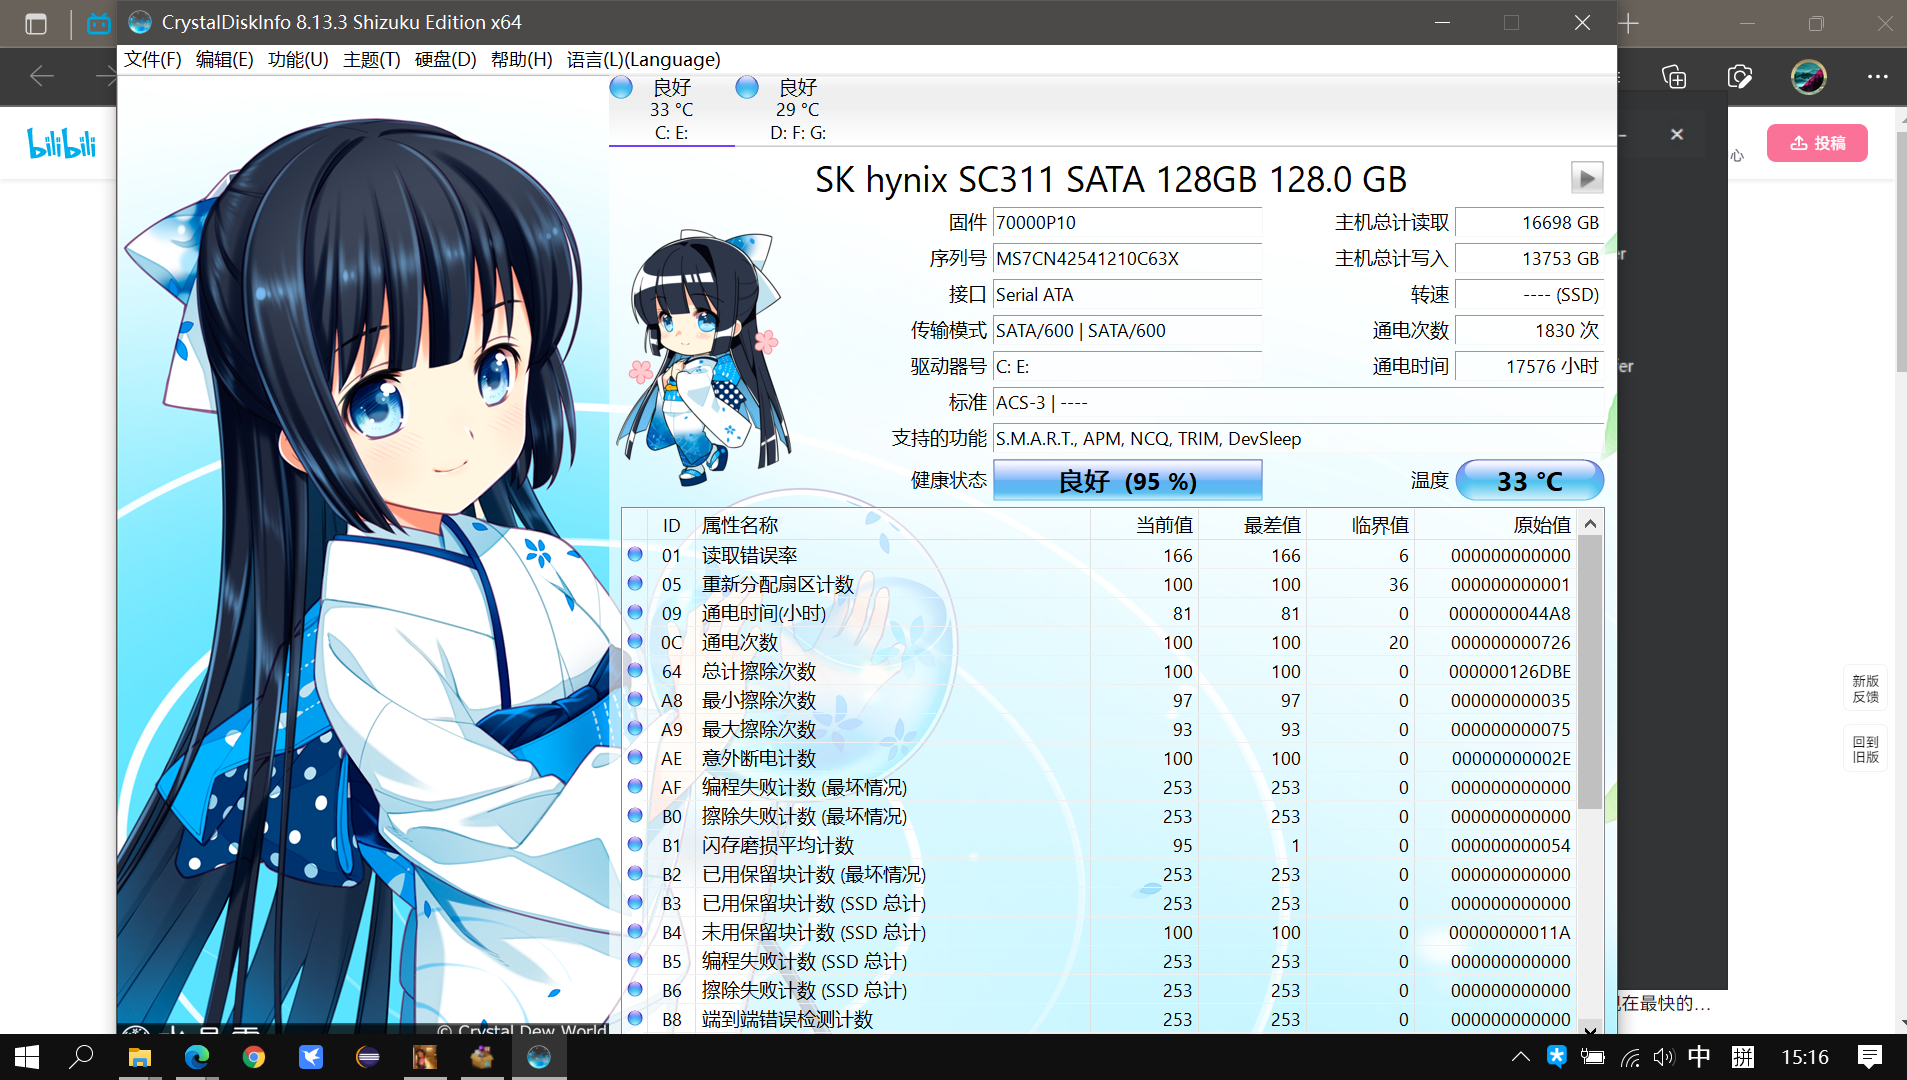 CrystalDiskInfo 8.13.3 Shizuku Edition x64
文件(F) 编辑(E) 功能(U) 主题(T) 硬盘(D) 帮助(H) 语言(L)(Language)
良好 良好
33 °C 29 °C
C: E: D: F: G:
bilibili
投稿
心
SK hynix SC311 SATA 128GB 128.0 GB
固件 70000P10 主机总计读取 16698 GB
序列号 MS7CN42541210C63X 主机总计写入 13753 GB
接口 Serial ATA 转速 ---- (SSD)
传输模式 SATA/600 | SATA/600 通电次数 1830 次
驱动器号 C: E: 通电时间 17576 小时
标准 ACS-3 | ----
支持的功能 S.M.A.R.T., APM, NCQ, TRIM, DevSleep
健康状态 良好 (95 %) 温度 33 °C
ID 属性名称 当前值 最差值 临界值 原始值
01 读取错误率 166 166 6 000000000000
05 重新分配扇区计数 100 100 36 000000000001
09 通电时间(小时) 81 81 0 0000000044A8
0C 通电次数 100 100 20 000000000726
64 总计擦除次数 100 100 0 000000126DBE
A8 最小擦除次数 97 97 0 000000000035
A9 最大擦除次数 93 93 0 000000000075
AE 意外断电计数 100 100 0 00000000002E
AF 编程失败计数 (最坏情况) 253 253 0 000000000000
B0 擦除失败计数 (最坏情况) 253 253 0 000000000000
B1 闪存磨损平均计数 95 1 0 000000000054
B2 已用保留块计数 (最坏情况) 253 253 0 000000000000
B3 已用保留块计数 (SSD 总计) 253 253 0 000000000000
B4 未用保留块计数 (SSD 总计) 100 100 0 00000000011A
B5 编程失败计数 (SSD 总计) 253 253 0 000000000000
B6 擦除失败计数 (SSD 总计) 253 253 0 000000000000
B8 端到端错误检测计数 253 253 0 000000000000
© Crystal Dew World
新版
反馈
回到
旧版
在最快的...
中 拼 15:16